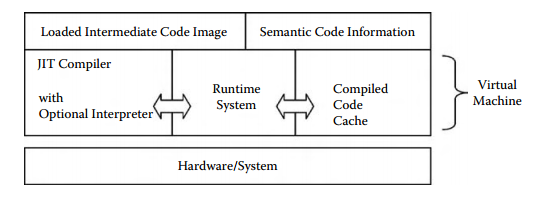 Loaded Intermediate Code Image
Semantic Code Information
JIT Compiler
with
Optional Interpreter
Runtime
System
Compiled
Code
Cache
Virtual
Machine
Hardware/System